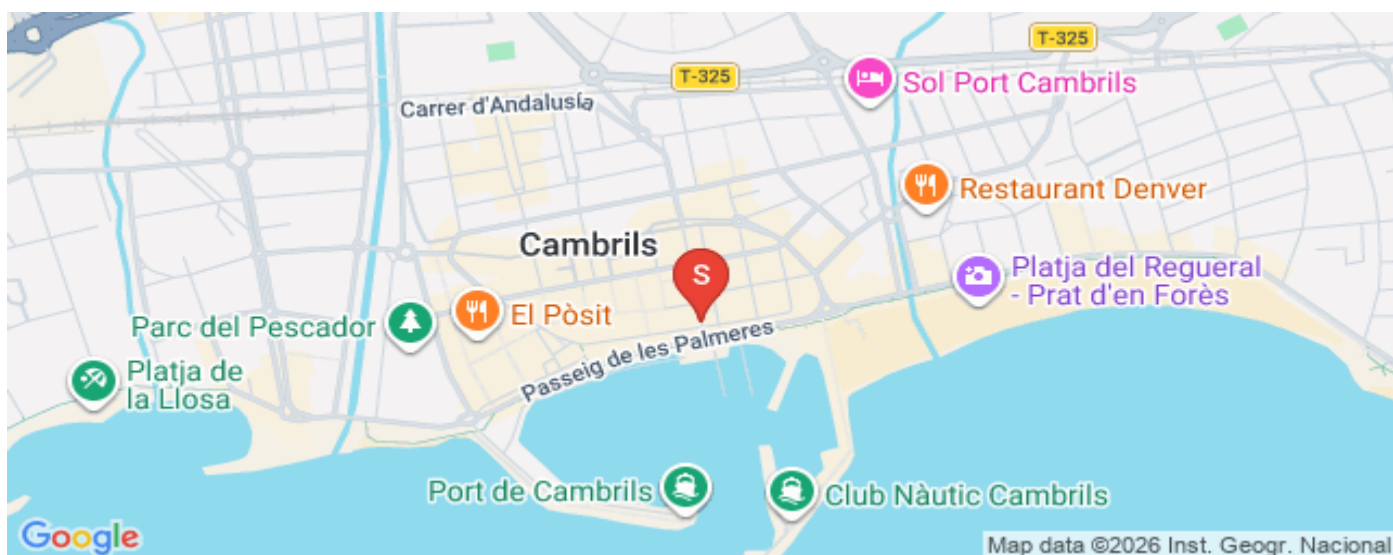 T-325
T-325
Sol Port Cambrils
Carrer d'Andalusía
Restaurant Denver
Cambrils
S
Platja del Regueral
- Prat d'en Forès
El Pòsit
Parc del Pescador
Passeig de les Palmeres
Platja de
la Llosa
Port de Cambrils
Club Nàutic Cambrils
Google
Map data ©2026 Inst. Geogr. Nacional